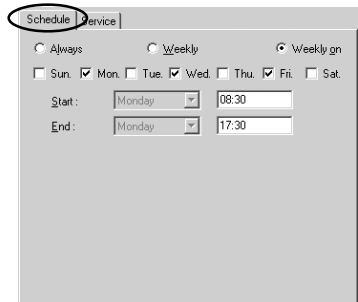 Schedule Service
Always Weekly Weekly on
Sun. Mon. Tue. Wed. Thu. Fri. Sat.
Start : Monday 08:30
End : Monday 17:30